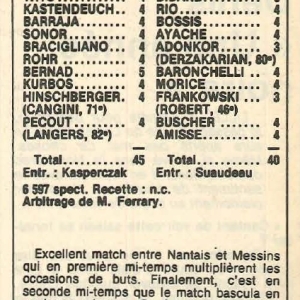 KASTENDEUCH 4 RIO 4
BARRAJA 4 BOSSIS 4
SONOR 4 AYACHE 4
BRACIGLIANO. 4 ADONKOR 3
ROHR 4 (DERZAKARIAN, 80e)
BERNAD 5 BARONCHELLI 4
KURBOS 4 MORICE 4
HINSCHBERGER. 4 FRANKOWSKI 3
(CANGINI, 71e) (ROBERT, 46e)
PECOUT 4 BUSCHER 4
(LANGERS, 82e) AMISSE. 4
Total 45 Total 40
Entr. : Kasperczak Entr. : Suaudeau
6 597 spect. Recette : n.c.
Arbitrage de M. Ferrary.
Excellent match entre Nantais et Messins
qui en première mi-temps multiplièrent les
occasions de buts. Finalement, c'est en
seconde mi-temps que le match bascula en